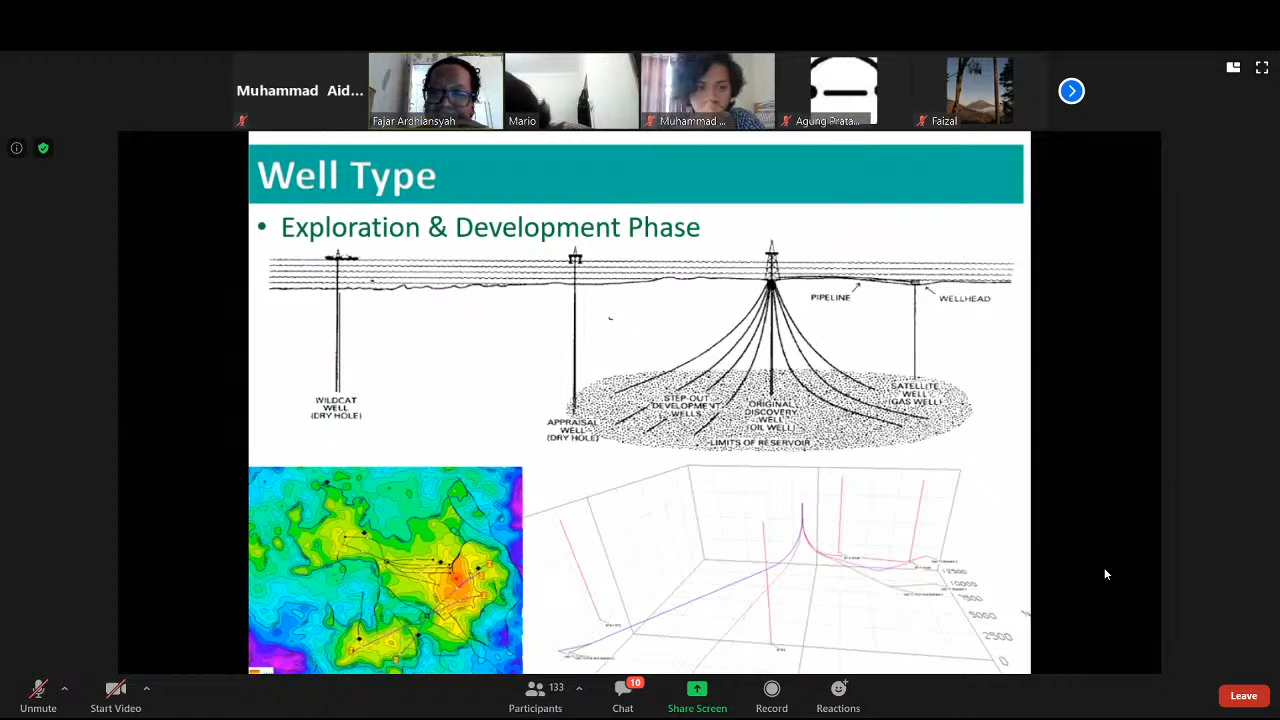 Muhammad Aid...
Fajar Ardhiansyah
Mario
Muhammad ...
Agung Prata...
Faizal
Well Type
• Exploration & Development Phase
PIPELINE
WELLHEAD
WILDCAT
WELL
(DRY HOLE)
APPRAISAL
WELL
(DRY HOLE)
STEP-OUT
DEVELOPMENT
WELLS
ORIGINAL
DISCOVERY
WELL
(OIL WELL)
SATELLITE
WELL
(GAS WELL)
LIMITS OF RESERVOIR
12500
10000
7500
5000
2500
0
Unmute
Start Video
133
Participants
10
Chat
Share Screen
Record
Reactions
Leave